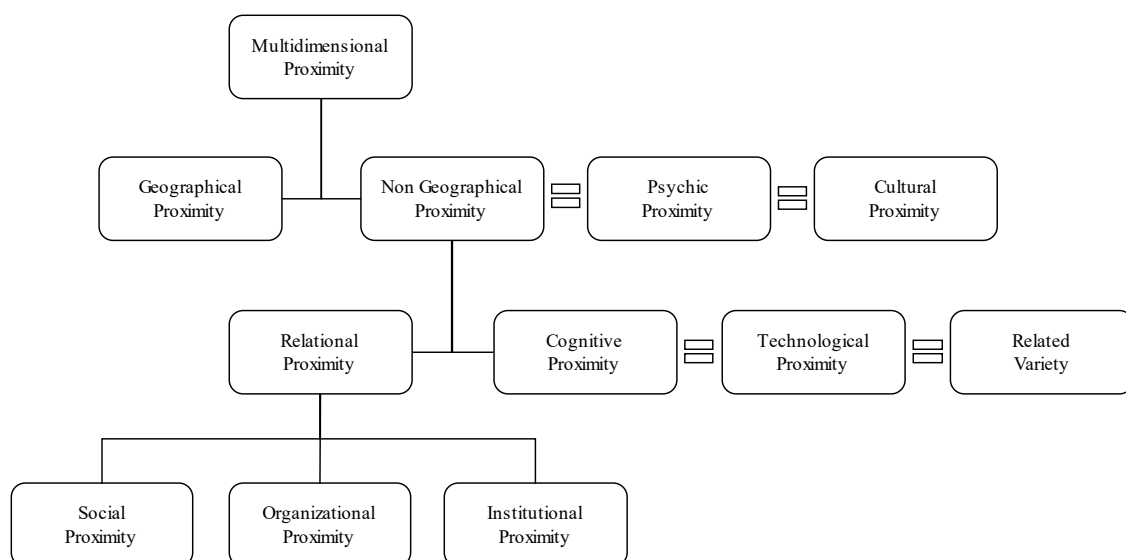 Multidimensional
Proximity
Geographical
Proximity
Non Geographical
Proximity
Psychic
Proximity
Cultural
Proximity
Relational
Proximity
Cognitive
Proximity
Technological
Proximity
Related
Variety
Social
Proximity
Organizational
Proximity
Institutional
Proximity